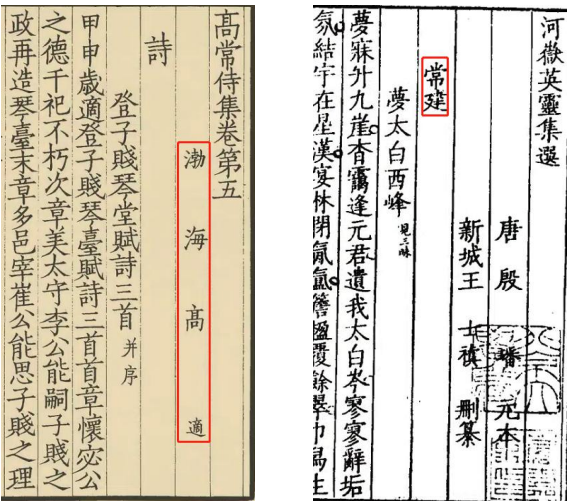 高常侍集卷第五
渤海高適
詩
登子賤琴堂賦詩三首并序
甲申歲適登子賤琴臺賦詩三首首章懷宓公
之德千祀不朽次章美太守李公能嗣子賤之
政再造琴臺末章多邑宰崔公能思子賤之理
河嶽英靈集選
唐殷璠元本
新城王士禛刪纂
常建
夢太白西峰見三昧
夢寐升九崖杳靄逢元君遺我太白岑寥寥辭垢
氛結宇在星漢宴林閉氤氳簷楹覆餘翠巾舄生